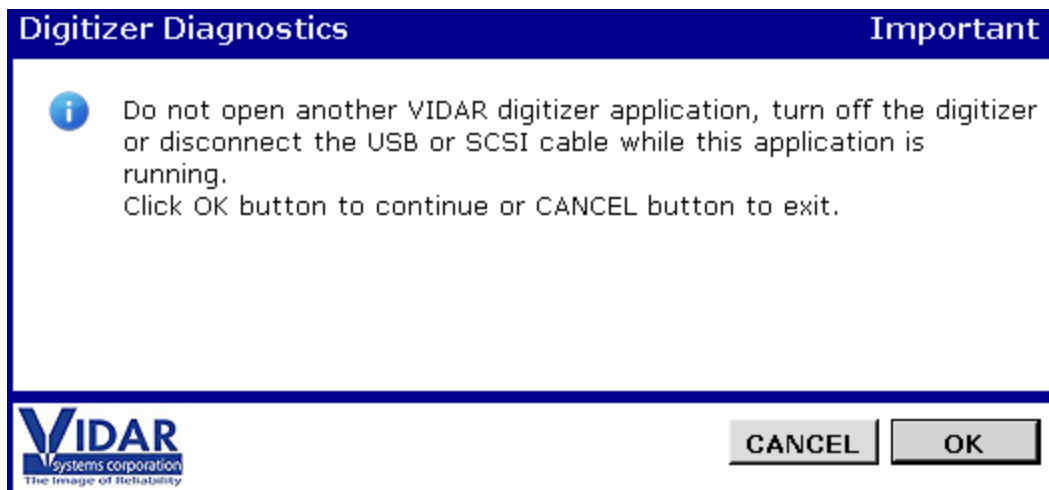 Digitizer Diagnostics Important
Do not open another VIDAR digitizer application, turn off the digitizer
or disconnect the USB or SCSI cable while this application is
running.
Click OK button to continue or CANCEL button to exit.
VIDAR
systems corporation
The Image of Reliability
CANCEL OK